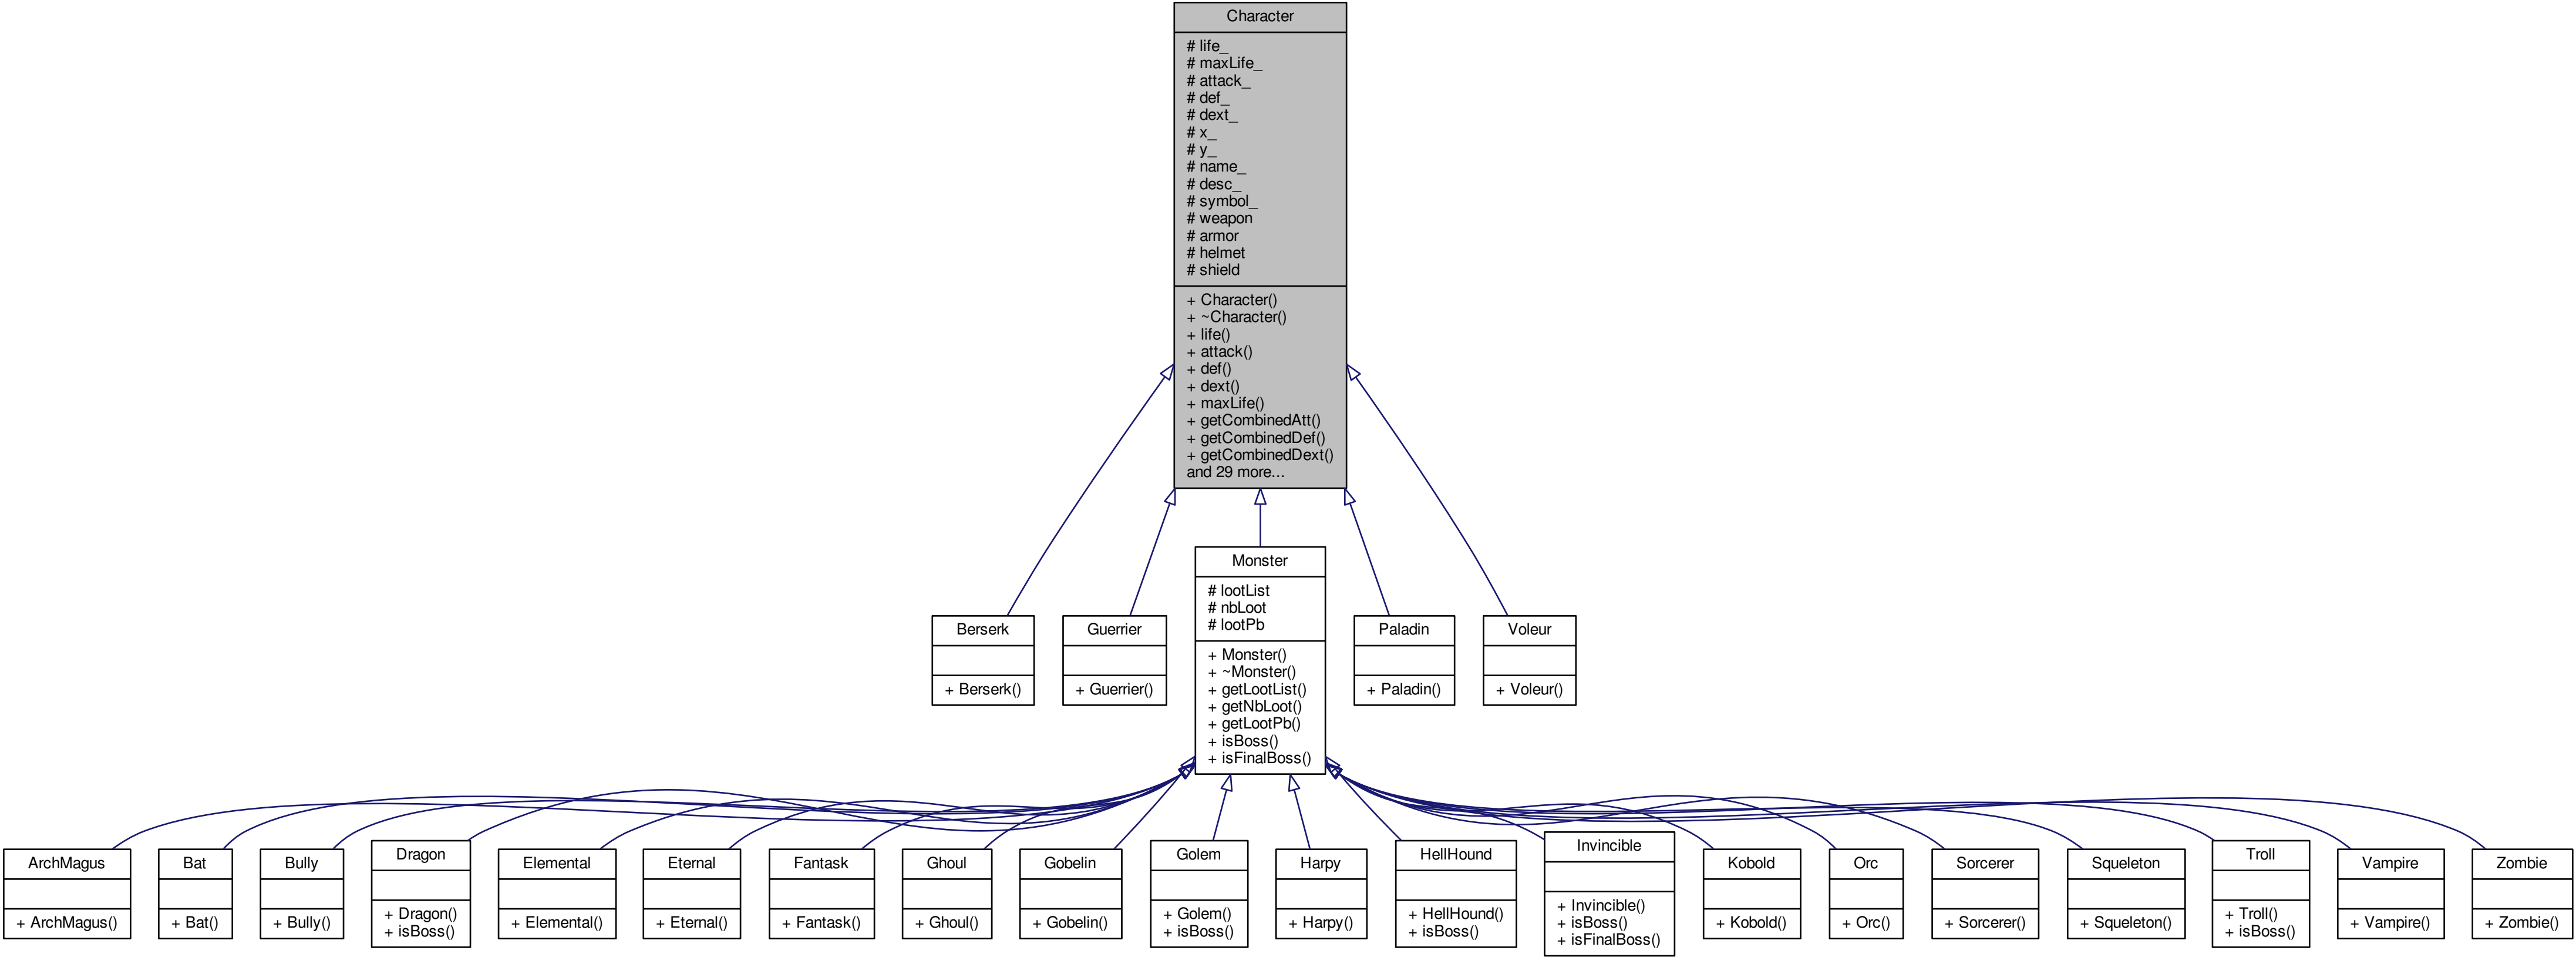 Character
# life_
# maxLife_
# attack_
# def_
# dext_
# x_
# y_
# name_
# desc_
# symbol_
# weapon
# armor
# helmet
# shield
+ Character()
+ ~Character()
+ life()
+ attack()
+ def()
+ dext()
+ maxLife()
+ getCombinedAtt()
+ getCombinedDef()
+ getCombinedDext()
and 29 more...
Berserk
+ Berserk()
Guerrier
+ Guerrier()
Monster
# lootList
# nbLoot
# lootPb
+ Monster()
+ ~Monster()
+ getLootList()
+ getNbLoot()
+ getLootPb()
+ isBoss()
+ isFinalBoss()
Paladin
+ Paladin()
Voleur
+ Voleur()
ArchMagus
+ ArchMagus()
Bat
+ Bat()
Bully
+ Bully()
Dragon
+ Dragon()
+ isBoss()
Elemental
+ Elemental()
Eternal
+ Eternal()
Fantask
+ Fantask()
Ghoul
+ Ghoul()
Gobelin
+ Gobelin()
Golem
+ Golem()
+ isBoss()
Harpy
+ Harpy()
HellHound
+ HellHound()
+ isBoss()
Invincible
+ Invincible()
+ isBoss()
+ isFinalBoss()
Kobold
+ Kobold()
Orc
+ Orc()
Sorcerer
+ Sorcerer()
Squeleton
+ Squeleton()
Troll
+ Troll()
+ isBoss()
Vampire
+ Vampire()
Zombie
+ Zombie()